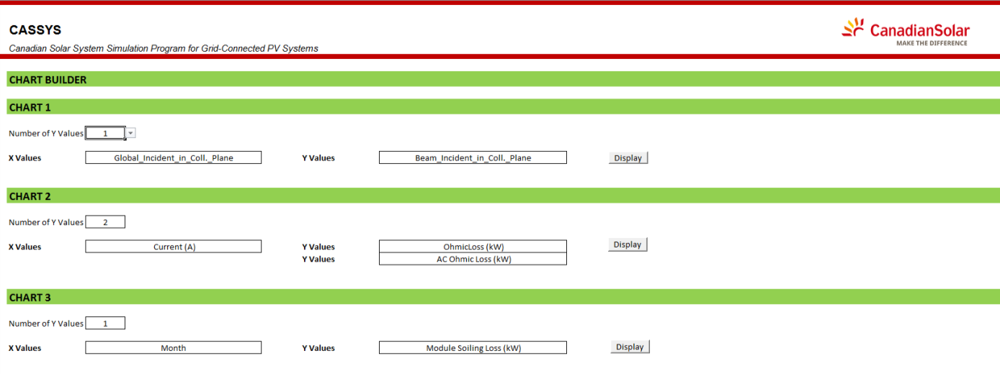 CASSYS
CanadianSolar
MAKE THE DIFFERENCE
Canadian Solar System Simulation Program for Grid-Connected PV Systems
CHART BUILDER
CHART 1
Number of Y Values 1
X Values Global_Incident_in_Coll._Plane Y Values Beam_Incident_in_Coll._Plane Display
CHART 2
Number of Y Values 2
X Values Current (A) Y Values OhmicLoss (kW) Display
Y Values AC Ohmic Loss (kW)
CHART 3
Number of Y Values 1
X Values Month Y Values Module Soiling Loss (kW) Display